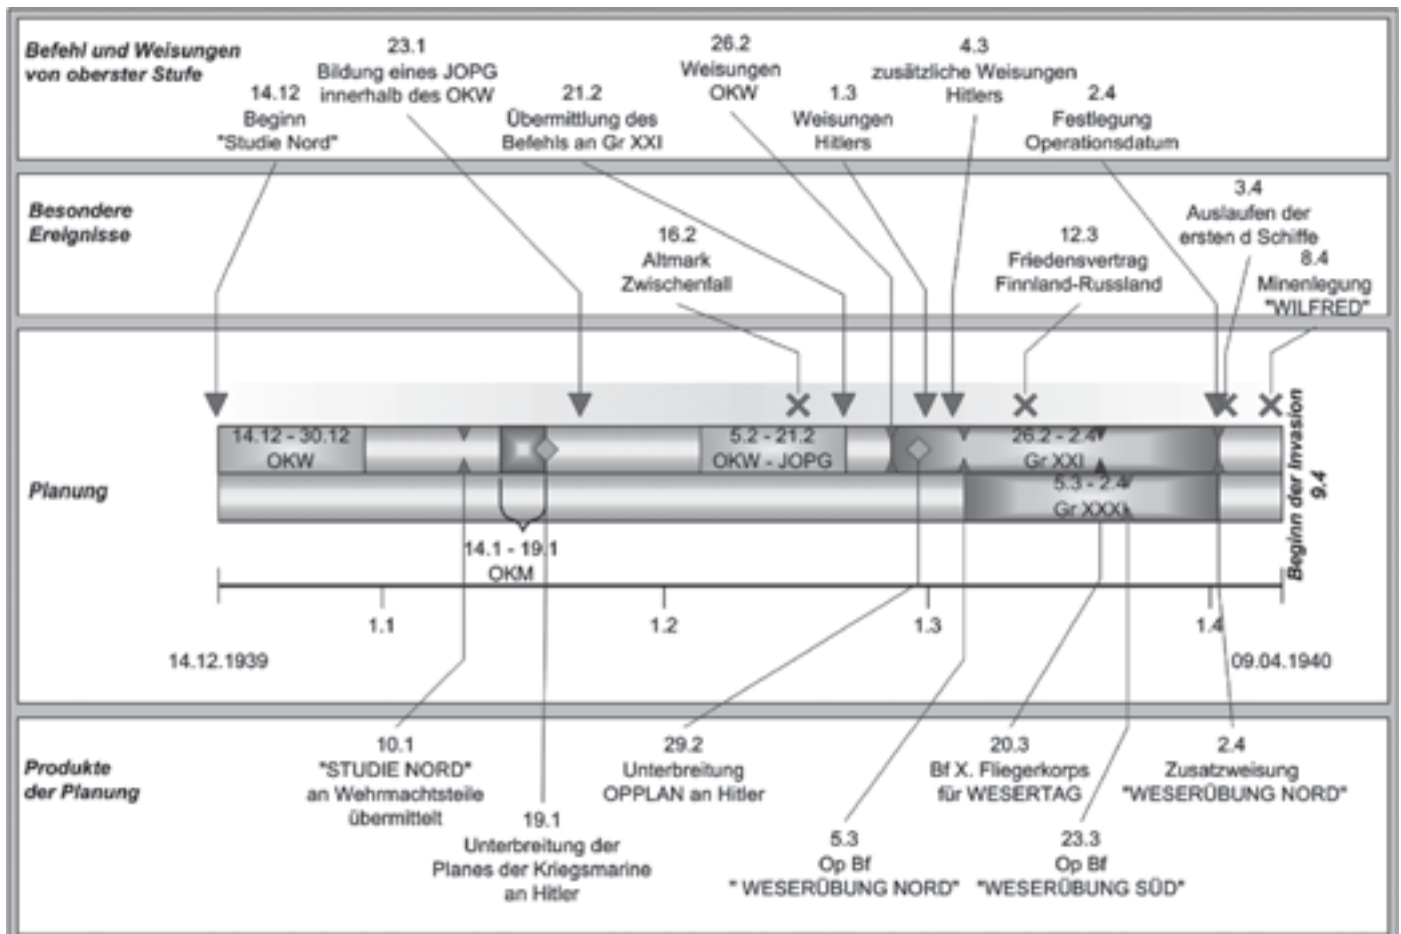 Befehl und Weisungen
von oberster Stufe
14.12
Beginn
"Studie Nord"
23.1
Bildung eines JOPG
innerhalb des OKW
21.2
Übermittlung des
Befehls an Gr XXI
26.2
Weisungen
OKW
1.3
Weisungen
Hitlers
4.3
zusätzliche Weisungen
Hitlers
2.4
Festlegung
Operationsdatum
Besondere
Ereignisse
16.2
Altmark
Zwischenfall
12.3
Friedensvertrag
Finnland-Russland
3.4
Auslaufen der
ersten d Schiffe
8.4
Minenlegung
"WILFRED"
Planung
14.12 - 30.12
OKW
5.2 - 21.2
OKW - JOPG
26.2 - 2.4
Gr XXI
5.3 - 2.4
Gr XXXI
14.1 - 19.1
OKM
Beginn der Invasion
9.4
1.1
1.2
1.3
1.4
14.12.1939
09.04.1940
Produkte
der Planung
10.1
"STUDIE NORD"
an Wehrmachtsteile
übermittelt
19.1
Unterbreitung der
Planes der Kriegsmarine
an Hitler
29.2
Unterbreitung
OPPLAN an Hitler
5.3
Op Bf
" WESERÜBUNG NORD"
20.3
Bf X. Fliegerkorps
für WESERTAG
23.3
Op Bf
"WESERÜBUNG SÜD"
2.4
Zusatzweisung
"WESERÜBUNG NORD"